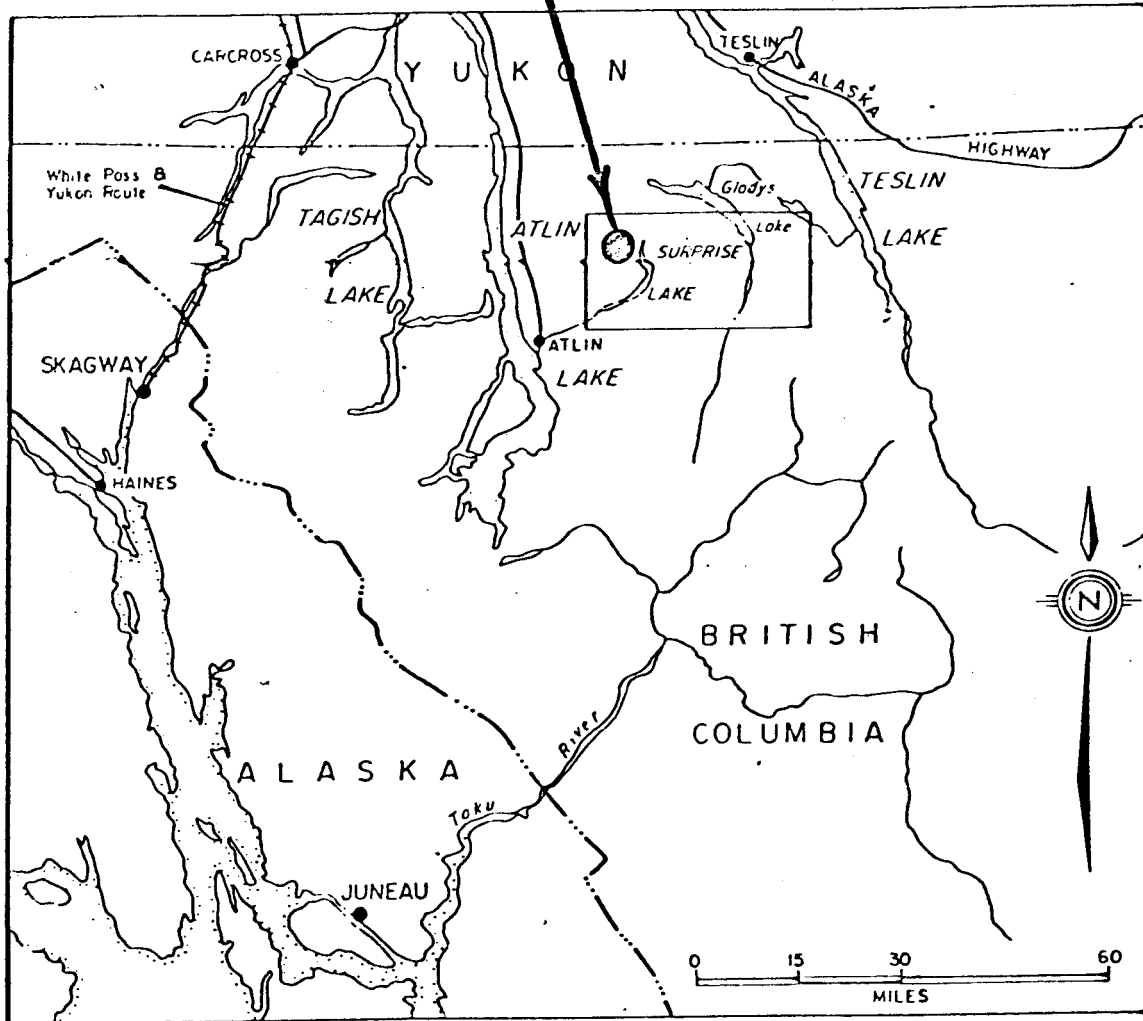 CARCROSS
YUKON
TESLIN
ALASKA
HIGHWAY
White Pass &
Yukon Route
TAGISH
LAKE
ATLIN
LAKE
Gladys
Lake
TESLIN
LAKE
SURPRISE
LAKE
ATLIN
SKAGWAY
HAINES
N
BRITISH
COLUMBIA
ALASKA
Taku
River
JUNEAU
0 15 30 60
MILES